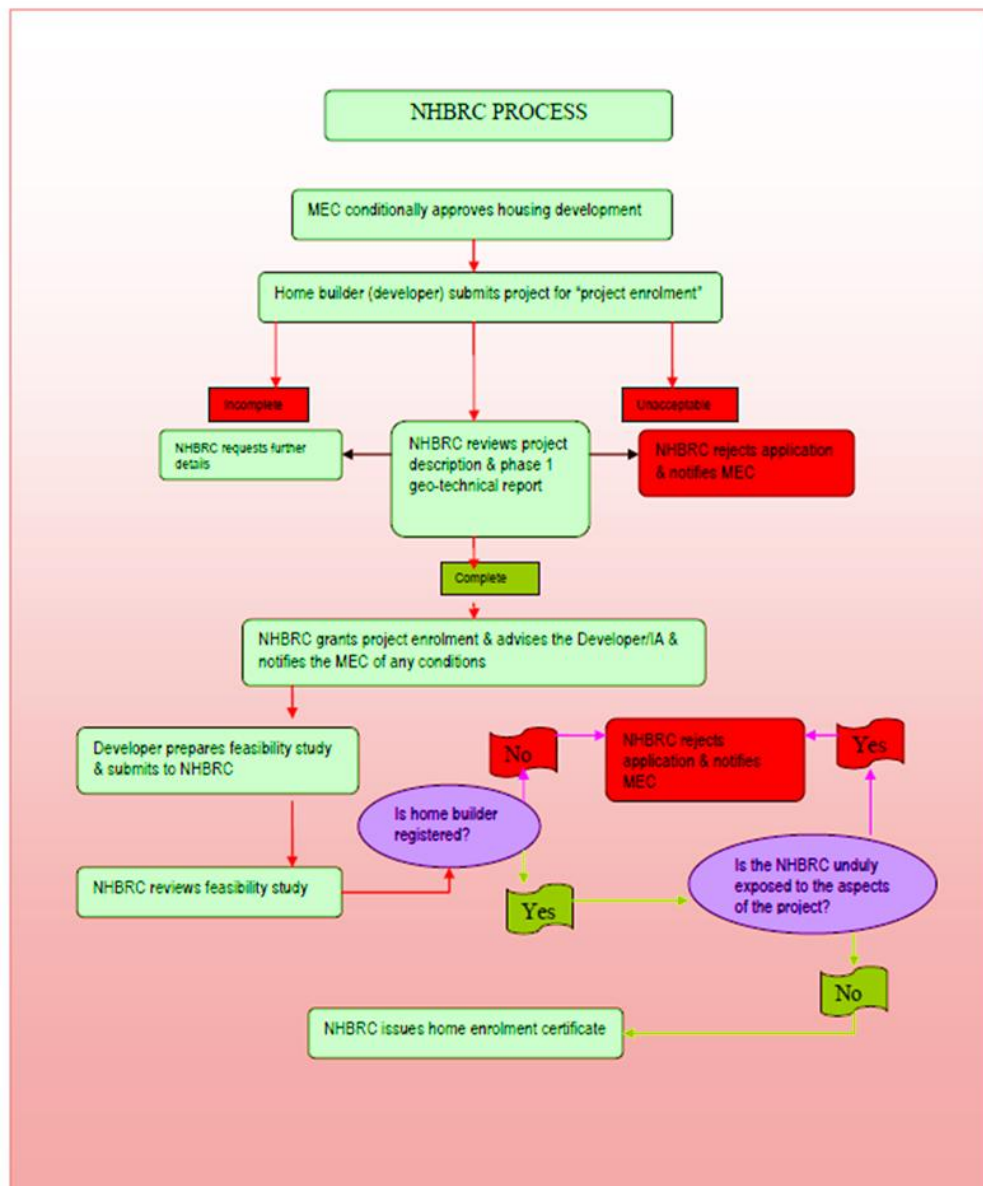 NHBRC PROCESS
MEC conditionally approves housing development
Home builder (developer) submits project for “project enrolment”
Incomplete
Unacceptable
NHBRC requests further
details
NHBRC reviews project
description & phase 1
geo-technical report
NHBRC rejects application
& notifies MEC
Complete
NHBRC grants project enrolment & advises the Developer/IA &
notifies the MEC of any conditions
Developer prepares feasibility study
& submits to NHBRC
No
NHBRC rejects
application & notifies
MEC
Yes
Is home builder
registered?
NHBRC reviews feasibility study
Yes
Is the NHBRC unduly
exposed to the aspects
of the project?
No
NHBRC issues home enrolment certificate